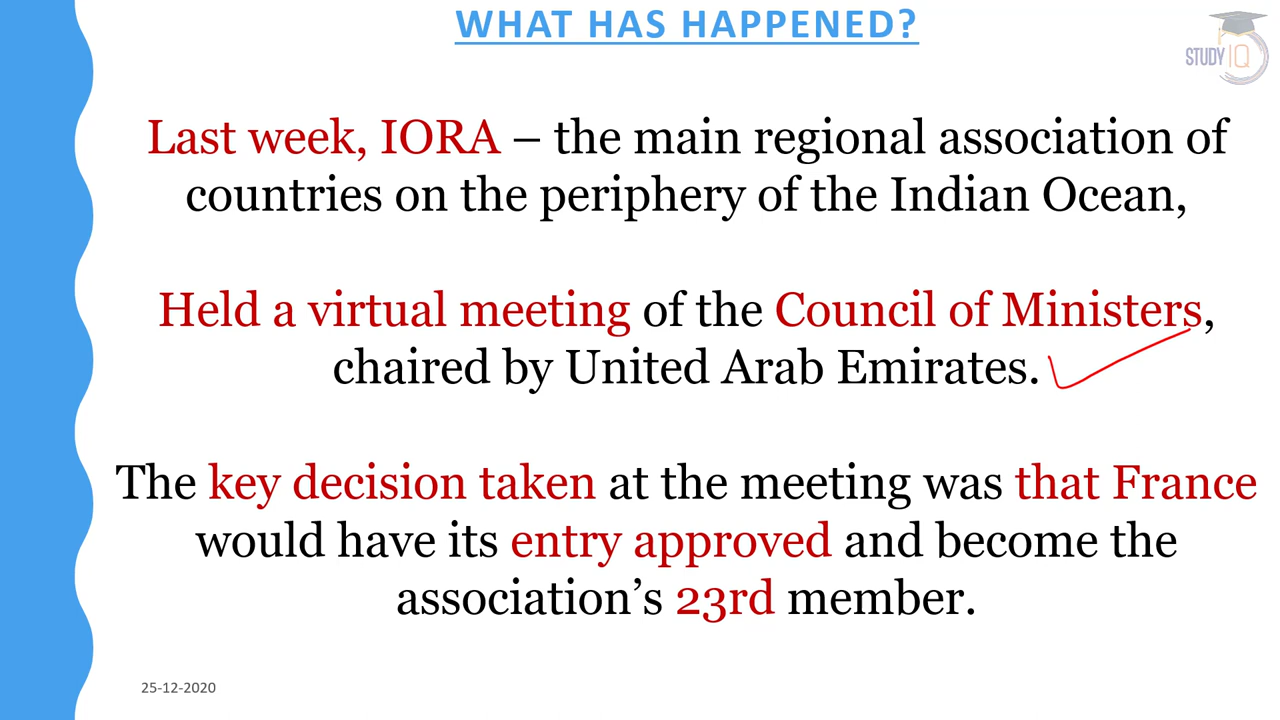 WHAT HAS HAPPENED?
STUDY IQ
Last week, IORA – the main regional association of
countries on the periphery of the Indian Ocean,
Held a virtual meeting of the Council of Ministers,
chaired by United Arab Emirates.
The key decision taken at the meeting was that France
would have its entry approved and become the
association’s 23rd member.
25-12-2020